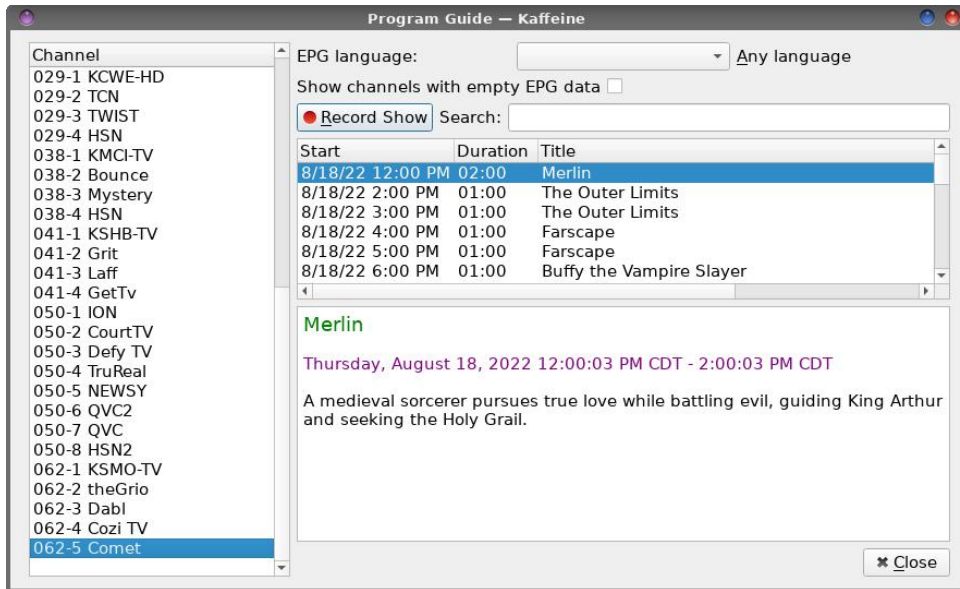 Program Guide — Kaffeine
Channel
029-1 KCWE-HD
029-2 TCN
029-3 TWIST
029-4 HSN
038-1 KMCI-TV
038-2 Bounce
038-3 Mystery
038-4 HSN
041-1 KSHB-TV
041-2 Grit
041-3 Laff
041-4 GetTv
050-1 ION
050-2 CourtTV
050-3 Defy TV
050-4 TruReal
050-5 NEWSY
050-6 QVC2
050-7 QVC
050-8 HSN2
062-1 KSMO-TV
062-2 theGrio
062-3 Dabl
062-4 Cozi TV
062-5 Comet
EPG language: Any language
Show channels with empty EPG data
Record Show Search:
Start Duration Title
8/18/22 12:00 PM 02:00 Merlin
8/18/22 2:00 PM 01:00 The Outer Limits
8/18/22 3:00 PM 01:00 The Outer Limits
8/18/22 4:00 PM 01:00 Farscape
8/18/22 5:00 PM 01:00 Farscape
8/18/22 6:00 PM 01:00 Buffy the Vampire Slayer
Merlin
Thursday, August 18, 2022 12:00:03 PM CDT - 2:00:03 PM CDT
A medieval sorcerer pursues true love while battling evil, guiding King Arthur
and seeking the Holy Grail.
Close